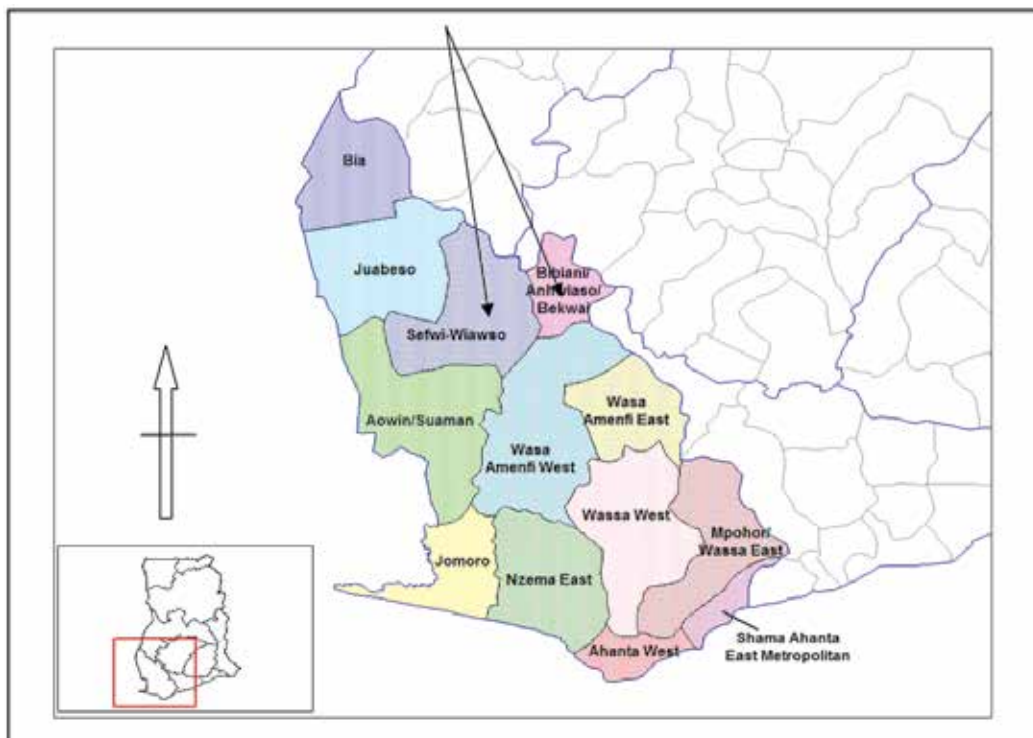 Bia
Juabeso
Bibiani/
Anhwiaso/
Bekwai
Sefwi-Wiawso
Aowin/Suaman
Wasa
Amenfi East
Wasa
Amenfi West
Wassa West
Mpohor/
Wassa East
Jomoro
Nzema East
Ahanta West
Shama Ahanta
East Metropolitan